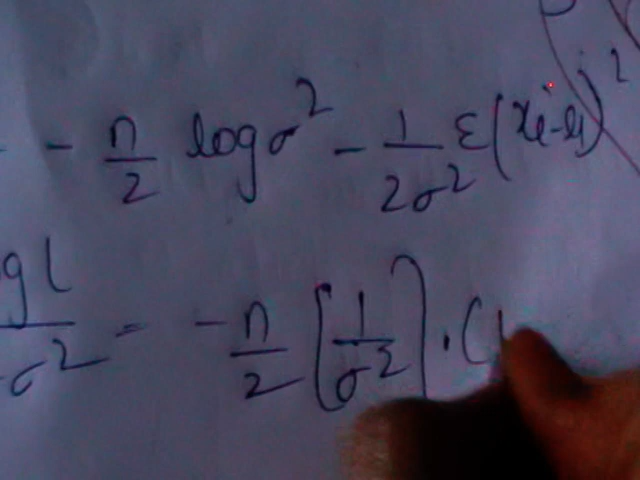 - n/2 log σ² - 1/2σ² Σ(xᵢ-μ)²
g L / σ² = - n/2 [1/σ²] · (1